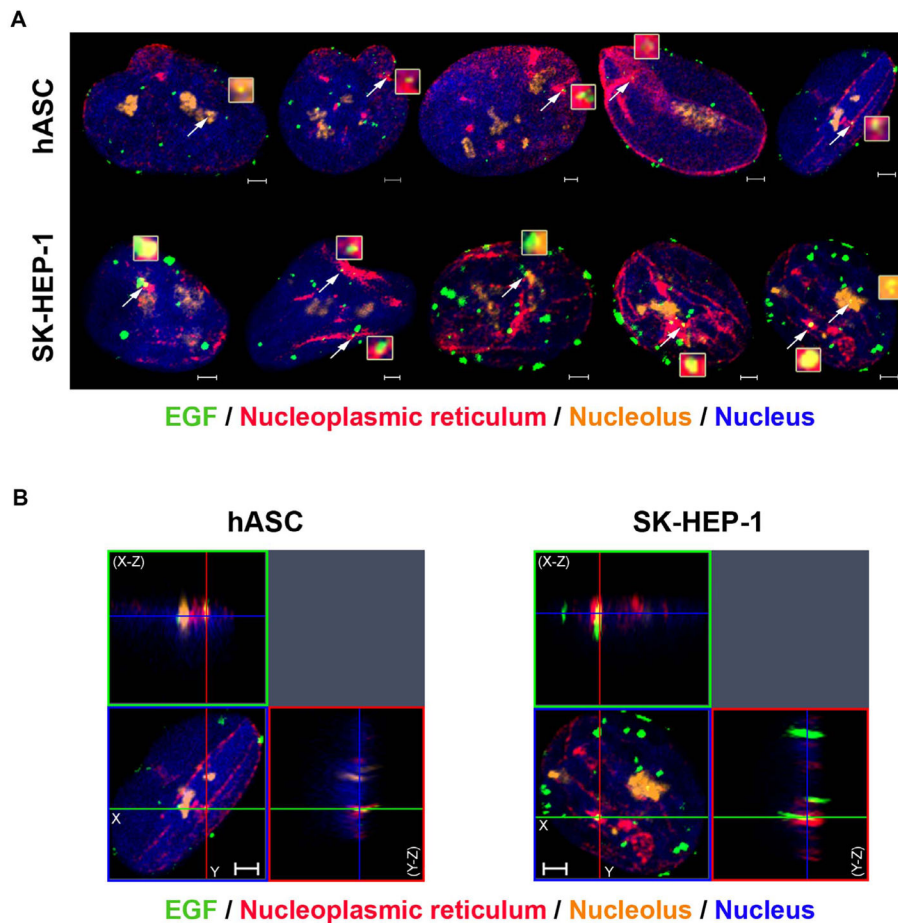 A
hASC
SK-HEP-1
EGF / Nucleoplasmic reticulum / Nucleolus / Nucleus
B
hASC
SK-HEP-1
(X-Z)
(X-Z)
X
Y
(Y-Z)
X
Y
(Y-Z)
EGF / Nucleoplasmic reticulum / Nucleolus / Nucleus